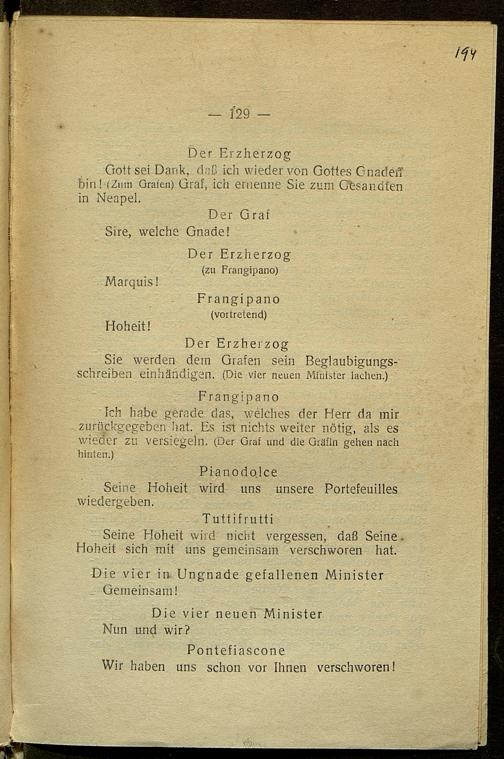 194
— 129 —
Der Erzherzog
Gott sei Dank, daß ich wieder von Gottes Gnaden
bin! (Zum Grafen) Graf, ich ernenne Sie zum Gesandten
in Neapel.
Der Graf
Sire, welche Gnade!
Der Erzherzog
(zu Frangipano)
Marquis!
Frangipano
(vortretend)
Hoheit!
Der Erzherzog
Sie werden dem Grafen sein Beglaubigungs-
schreiben einhändigen. (Die vier neuen Minister lachen.)
Frangipano
Ich habe gerade das, welches der Herr da mir
zurückgegeben hat. Es ist nichts weiter nötig, als es
wieder zu versiegeln. (Der Graf und die Gräfin gehen nach
hinten.)
Pianodolce
Seine Hoheit wird uns unsere Portefeuilles
wiedergeben.
Tuttifrutti
Seine Hoheit wird nicht vergessen, daß Seine
Hoheit sich mit uns gemeinsam verschworen hat.
Die vier in Ungnade gefallenen Minister
Gemeinsam!
Die vier neuen Minister
Nun und wir?
Pontefiascone
Wir haben uns schon vor Ihnen verschworen!